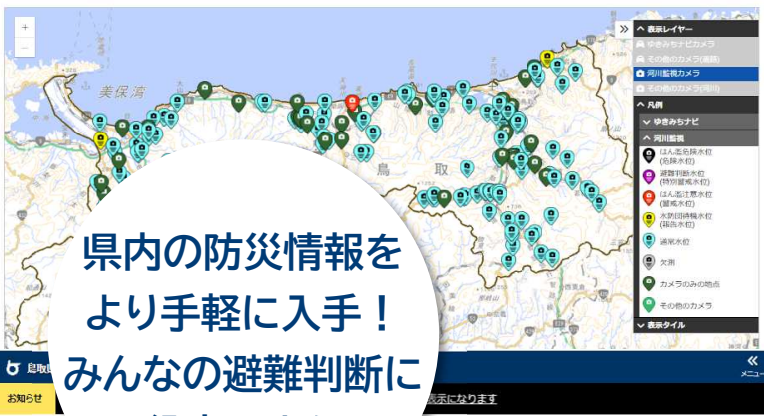 表示レイヤー
ゆきみちナビカメラ
その他のカメラ(道路)
河川監視カメラ
その他のカメラ(河川)
凡例
ゆきみちナビ
河川監視
はん濫危険水位
(危険水位)
避難判断水位
(特別警戒水位)
はん濫注意水位
(警戒水位)
水防団待機水位
(報告水位)
通常水位
欠測
カメラのみの地点
その他のカメラ
表示タイル
美保湾
鳥
取
県内の防災情報を
より手軽に入手！
みんなの避難判断に
鳥取
メニュー
お知らせ
表示になります